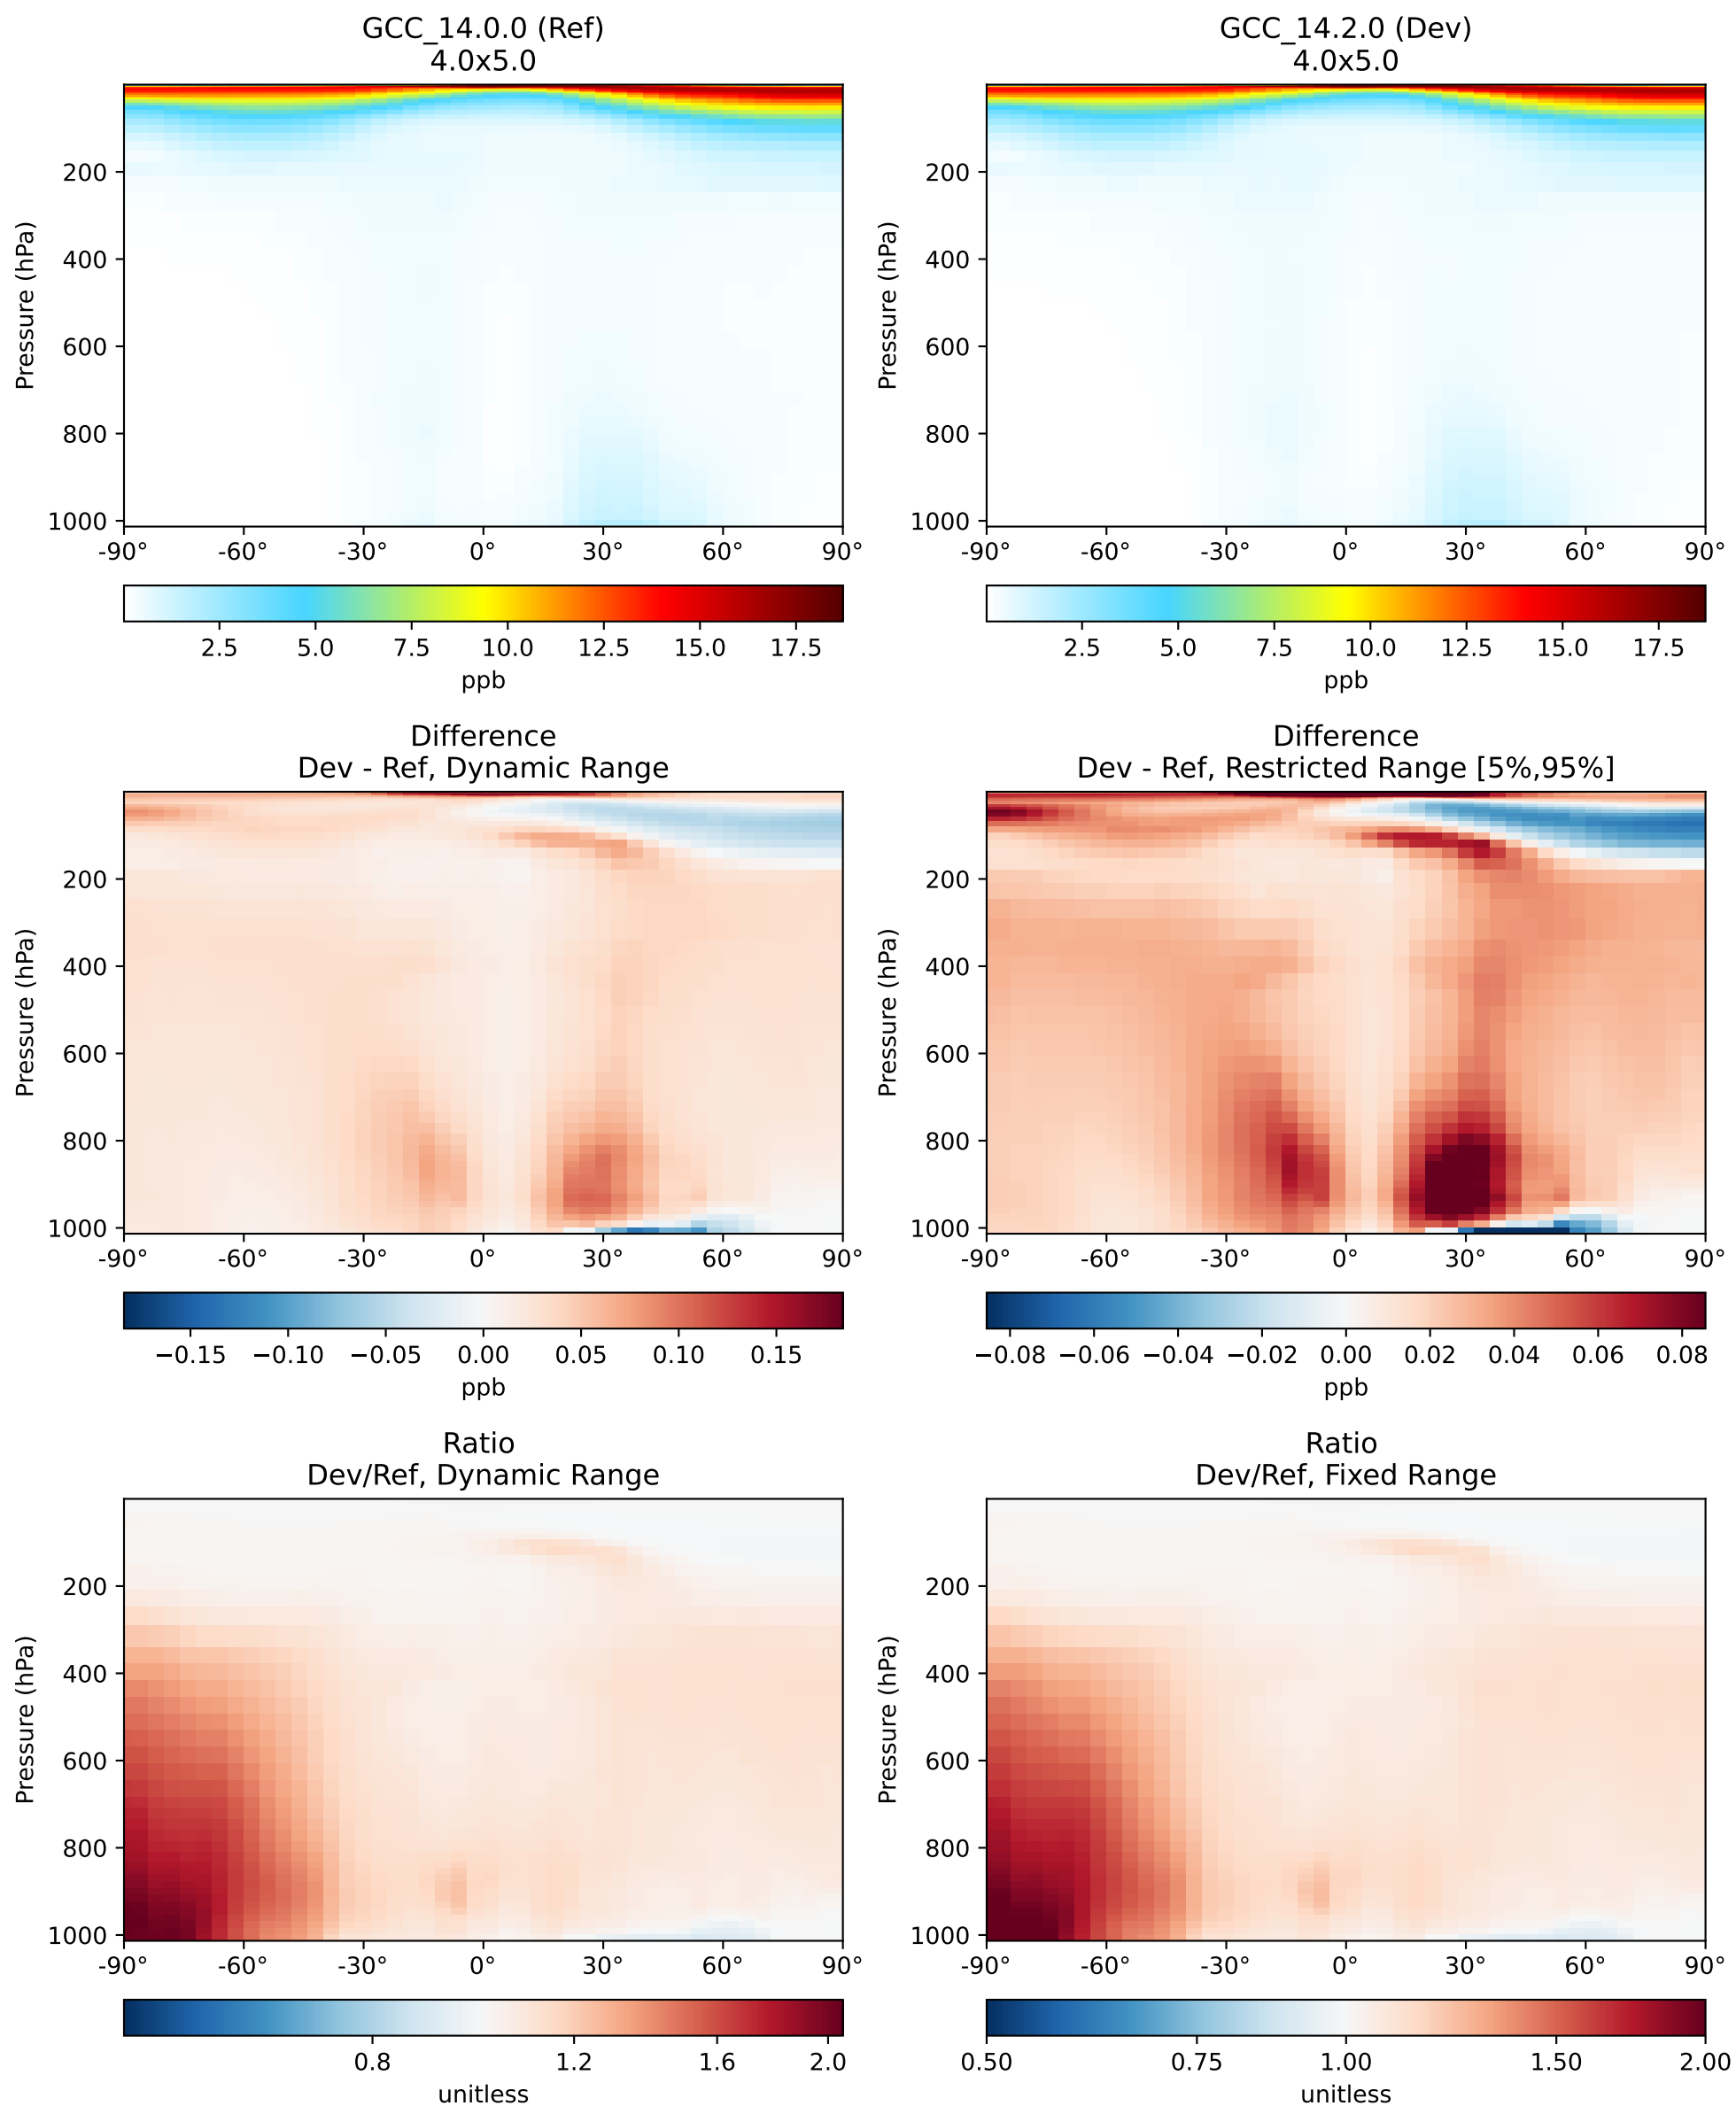 GCC_14.0.0 (Ref)
4.0x5.0
Pressure (hPa)
200
400
600
800
1000
-90° -60° -30° 0° 30° 60° 90°
2.5 5.0 7.5 10.0 12.5 15.0 17.5
ppb
GCC_14.2.0 (Dev)
4.0x5.0
Pressure (hPa)
200
400
600
800
1000
-90° -60° -30° 0° 30° 60° 90°
2.5 5.0 7.5 10.0 12.5 15.0 17.5
ppb
Difference
Dev - Ref, Dynamic Range
Pressure (hPa)
200
400
600
800
1000
-90° -60° -30° 0° 30° 60° 90°
−0.15 −0.10 −0.05 0.00 0.05 0.10 0.15
ppb
Difference
Dev - Ref, Restricted Range [5%,95%]
Pressure (hPa)
200
400
600
800
1000
-90° -60° -30° 0° 30° 60° 90°
−0.08 −0.06 −0.04 −0.02 0.00 0.02 0.04 0.06 0.08
ppb
Ratio
Dev/Ref, Dynamic Range
Pressure (hPa)
200
400
600
800
1000
-90° -60° -30° 0° 30° 60° 90°
0.8 1.2 1.6 2.0
unitless
Ratio
Dev/Ref, Fixed Range
Pressure (hPa)
200
400
600
800
1000
-90° -60° -30° 0° 30° 60° 90°
0.50 0.75 1.00 1.50 2.00
unitless